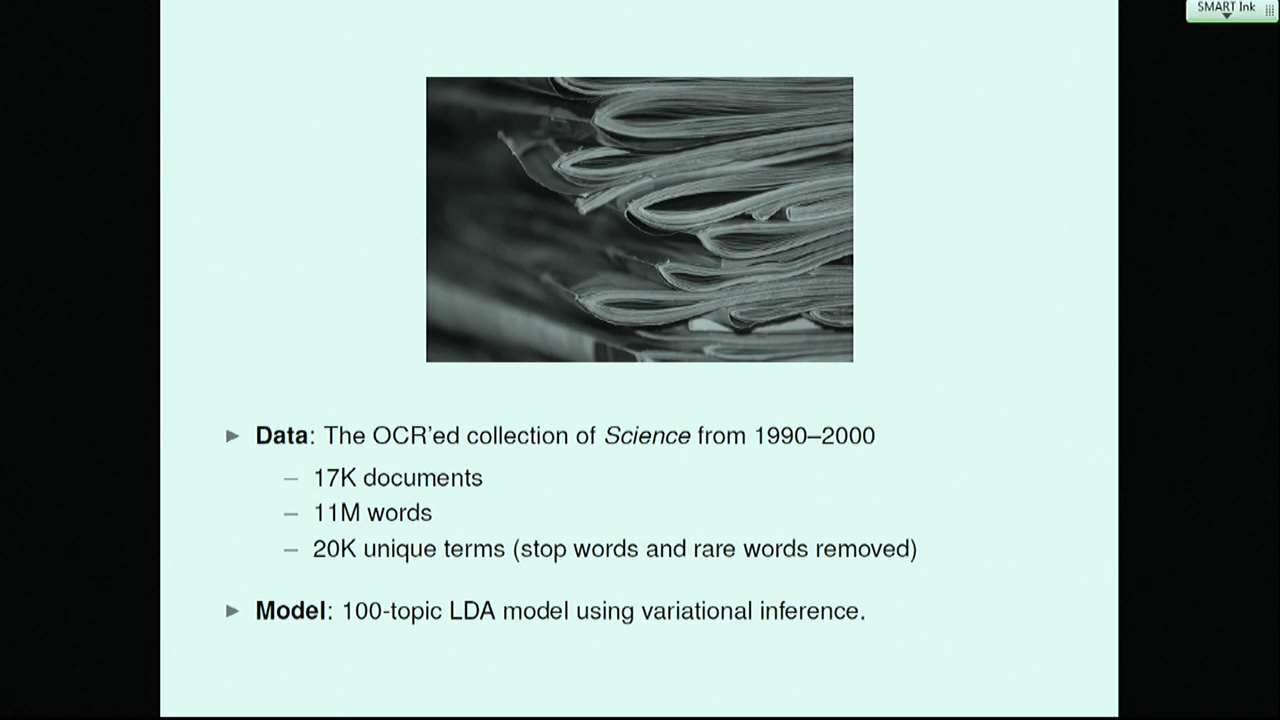 SMART Ink
► Data: The OCR'ed collection of Science from 1990–2000
– 17K documents
– 11M words
– 20K unique terms (stop words and rare words removed)
► Model: 100-topic LDA model using variational inference.